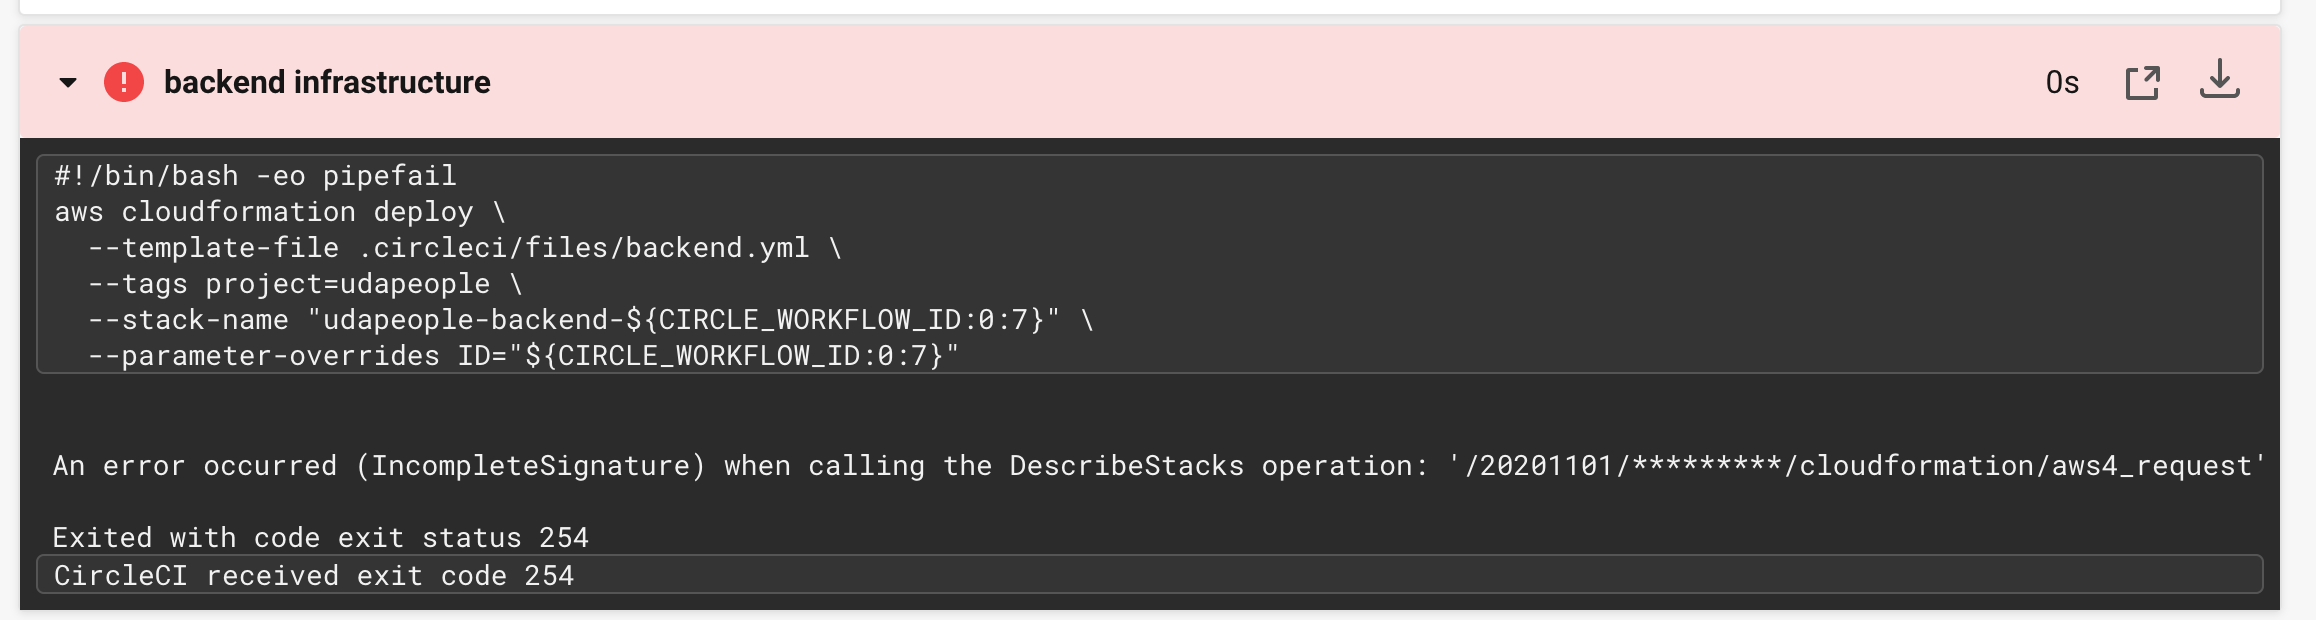 backend infrastructure
0s
#!/bin/bash -eo pipefail
aws cloudformation deploy \
  --template-file .circleci/files/backend.yml \
  --tags project=udapeople \
  --stack-name "udapeople-backend-${CIRCLE_WORKFLOW_ID:0:7}" \
  --parameter-overrides ID="${CIRCLE_WORKFLOW_ID:0:7}"
An error occurred (IncompleteSignature) when calling the DescribeStacks operation: '/20201101/*********/cloudformation/aws4_request'
Exited with code exit status 254
CircleCI received exit code 254